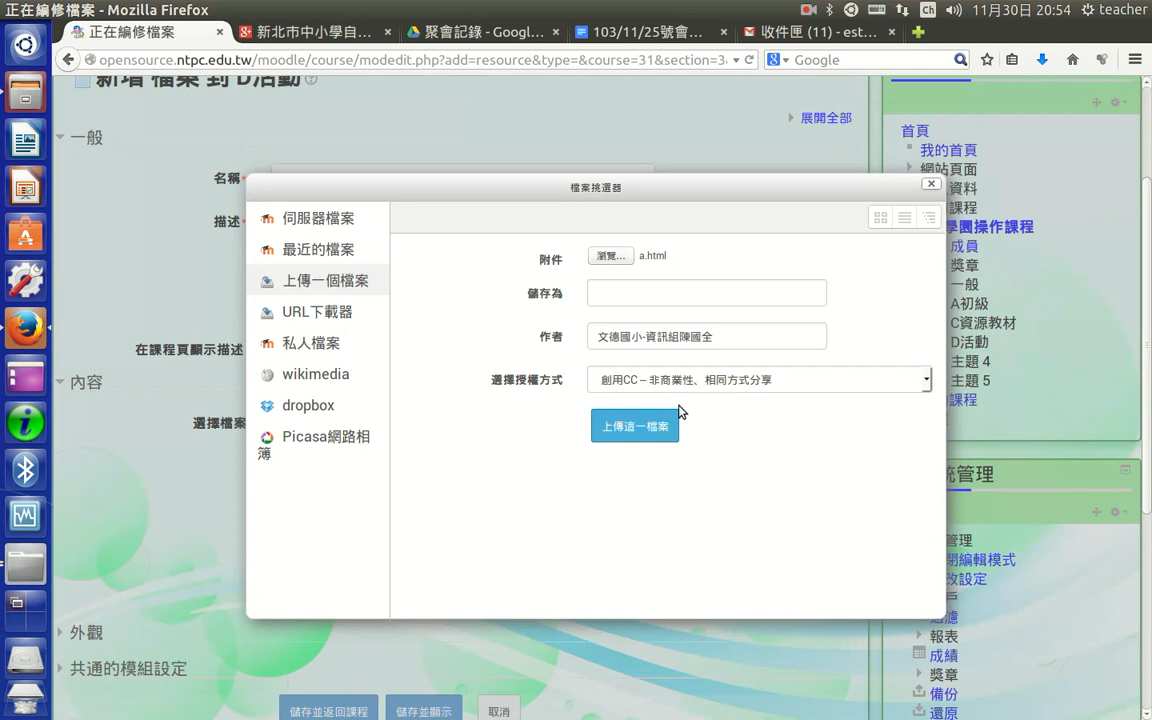 正在編修檔案 - Mozilla Firefox
Ch
11月30日 20:54
teacher
正在編修檔案
新北市中小學自...
聚會記錄 - Googl...
103/11/25號會...
收件匣 (11) - est...
opensource.ntpc.edu.tw/moodle/course/modedit.php?add=resource&type=&course=31&section=3
Google
新增 檔案 到 D活動
展開全部
一般
名稱*
描述*
在課程頁顯示描述
內容
選擇檔案
外觀
共通的模組設定
儲存並返回課程
儲存並顯示
取消
檔案挑選器
伺服器檔案
最近的檔案
上傳一個檔案
URL下載器
私人檔案
wikimedia
dropbox
Picasa網路相
簿
附件
瀏覽...
a.html
儲存為
作者
文德國小-資訊組陳國全
選擇授權方式
創用CC – 非商業性、相同方式分享
上傳這一檔案
首頁
我的首頁
網站頁面
資料
課程
學園操作課程
成員
獎章
一般
A初級
C資源教材
D活動
主題 4
主題 5
課程
統管理
管理
閉編輯模式
改設定
過濾
報表
成績
獎章
備份
還原